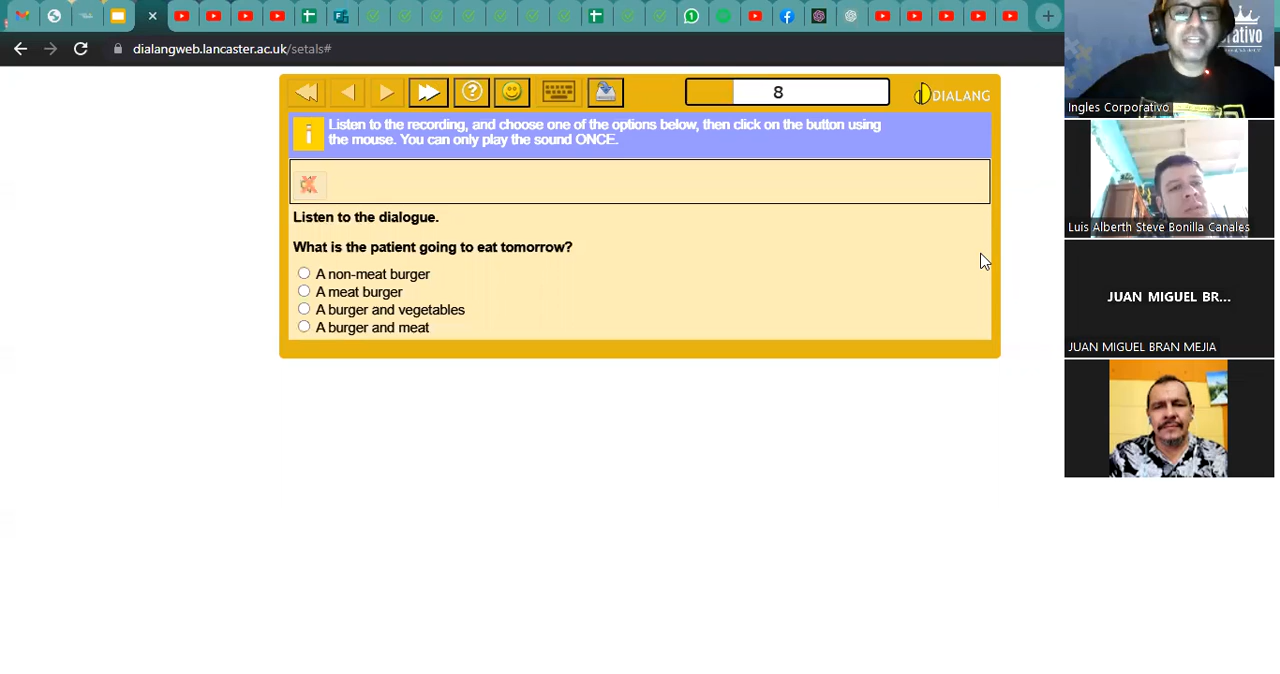 dialangweb.lancaster.ac.uk/setals#
8
DIALANG
i
Listen to the recording, and choose one of the options below, then click on the button using
the mouse. You can only play the sound ONCE.
Listen to the dialogue.
What is the patient going to eat tomorrow?
A non-meat burger
A meat burger
A burger and vegetables
A burger and meat
Ingles Corporativo
Luis Alberth Steve Bonilla Canales
JUAN MIGUEL BR...
JUAN MIGUEL BRAN MEJIA